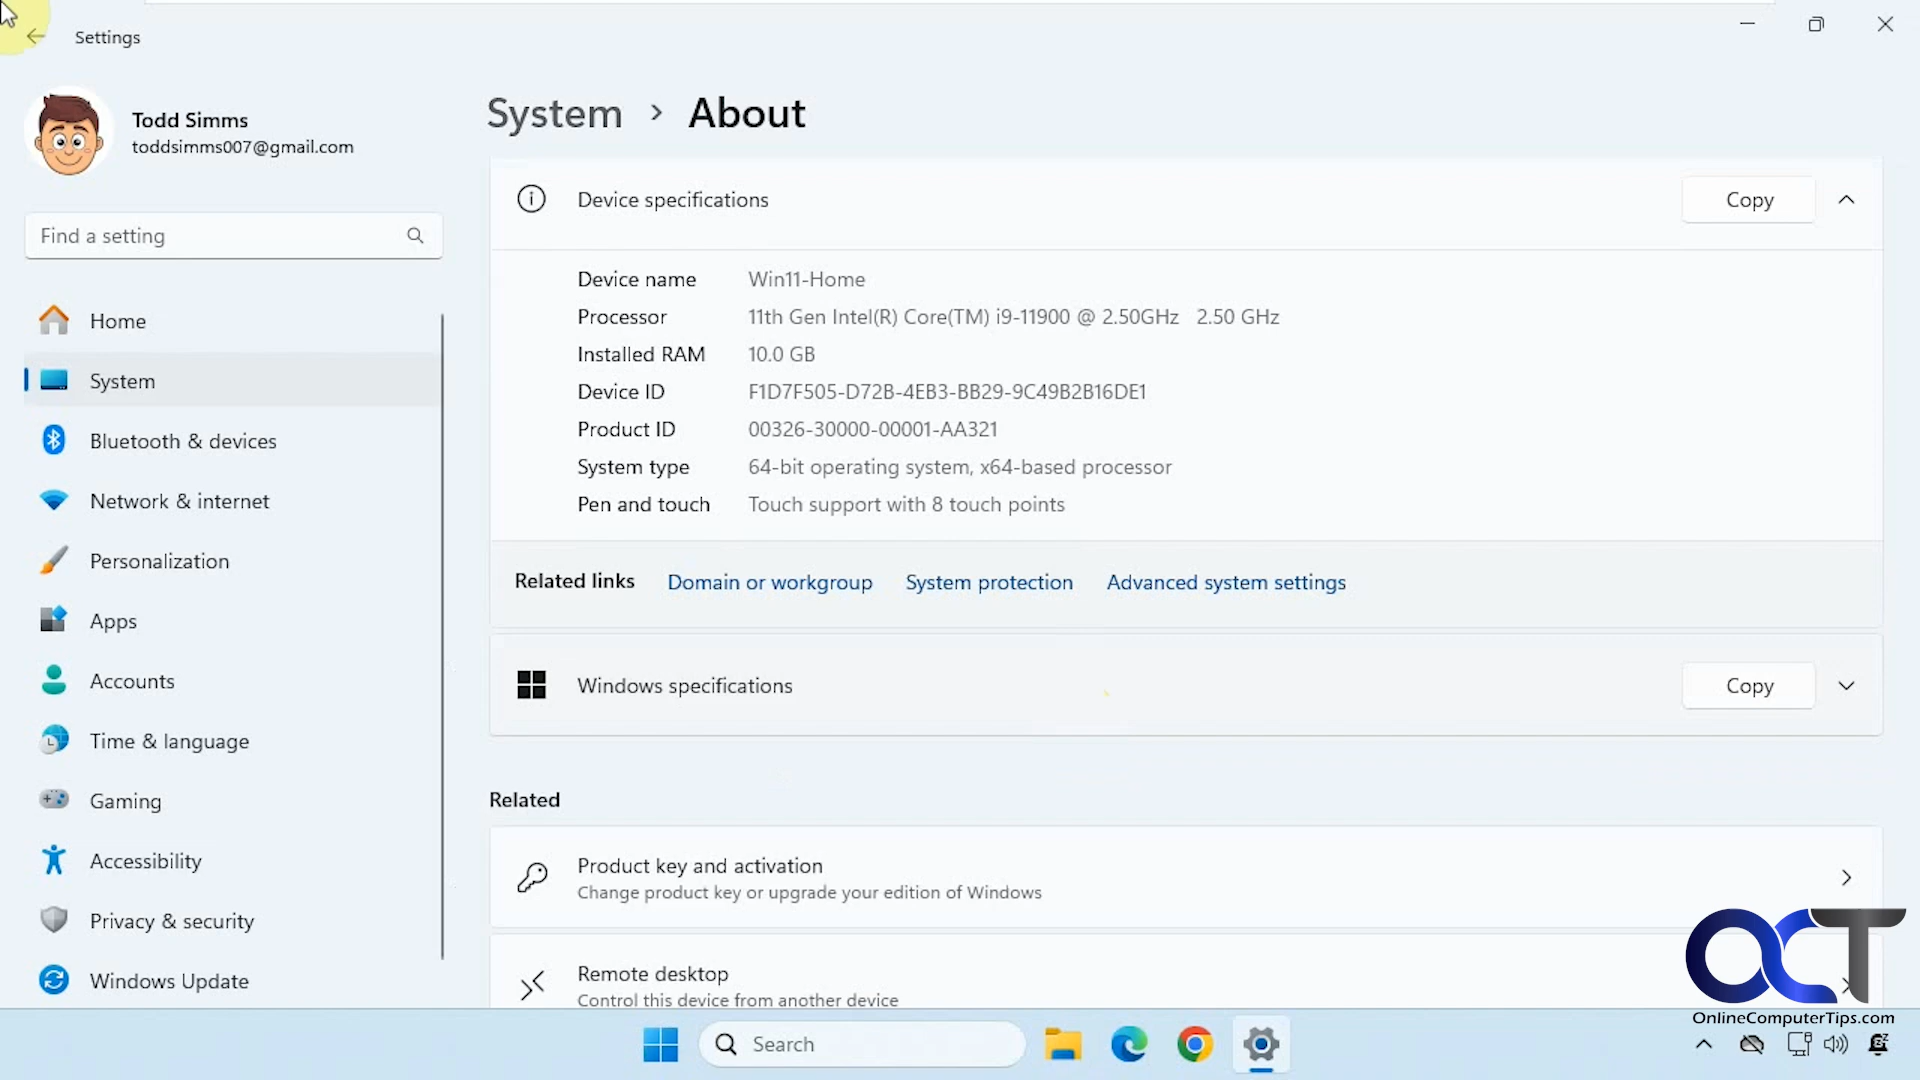 Settings
Todd Simms
toddsimms007@gmail.com
Find a setting
Home
System
Bluetooth & devices
Network & internet
Personalization
Apps
Accounts
Time & language
Gaming
Accessibility
Privacy & security
Windows Update
System > About
Device specifications
Copy
Device name Win11-Home
Processor 11th Gen Intel(R) Core(TM) i9-11900 @ 2.50GHz 2.50 GHz
Installed RAM 10.0 GB
Device ID F1D7F505-D72B-4EB3-BB29-9C49B2B16DE1
Product ID 00326-30000-00001-AA321
System type 64-bit operating system, x64-based processor
Pen and touch Touch support with 8 touch points
Related links Domain or workgroup System protection Advanced system settings
Windows specifications
Copy
Related
Product key and activation
Change product key or upgrade your edition of Windows
Remote desktop
Control this device from another device
OCT
OnlineComputerTips.com
Search